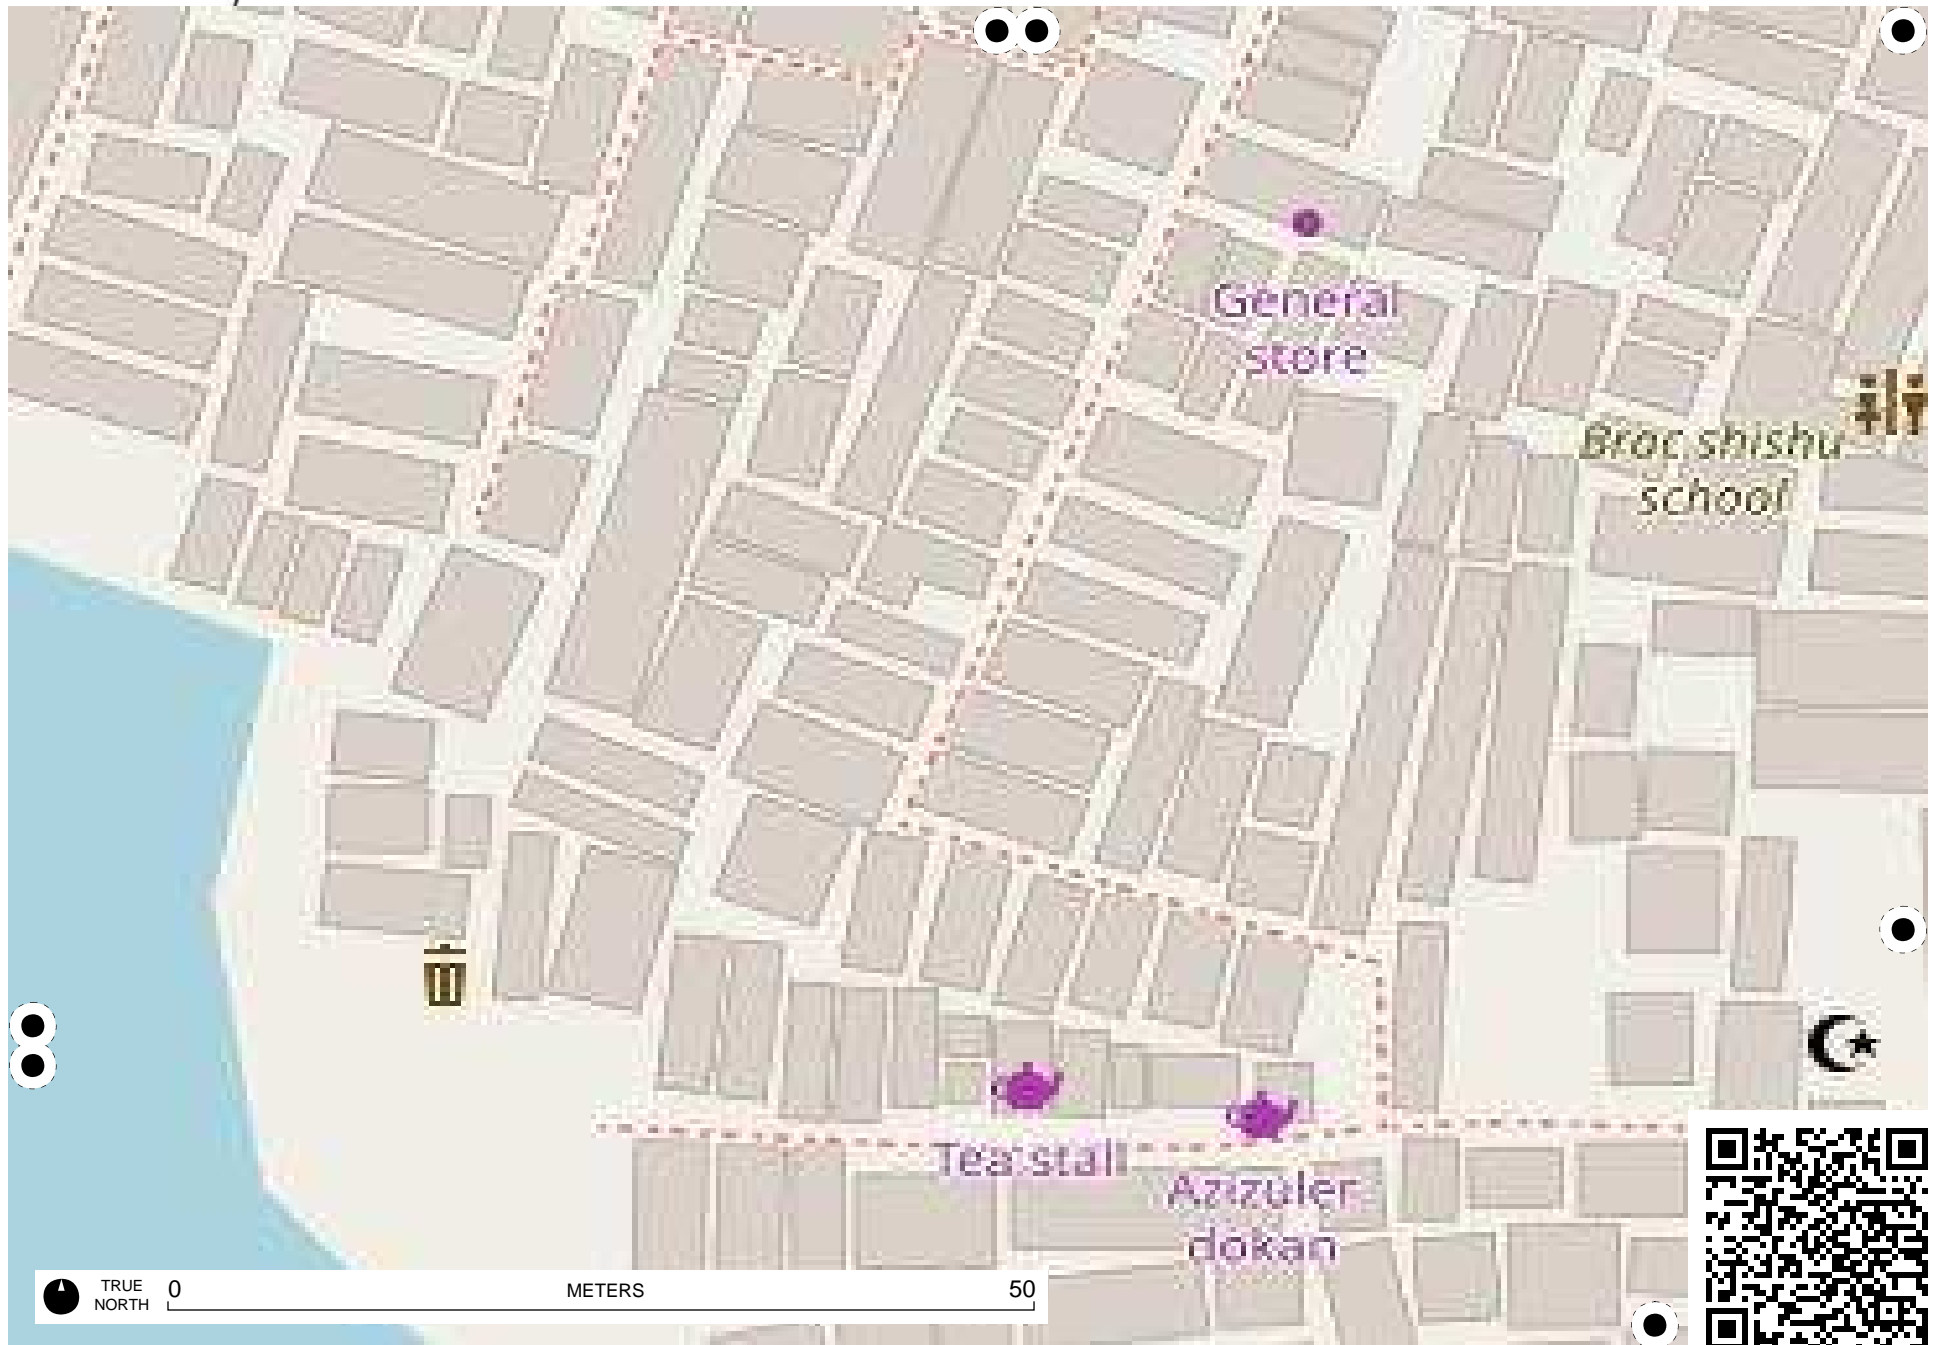 General
store
Brac shishu
school
Tea stall
Azizuler
dokan
TRUE
NORTH
0
METERS
50